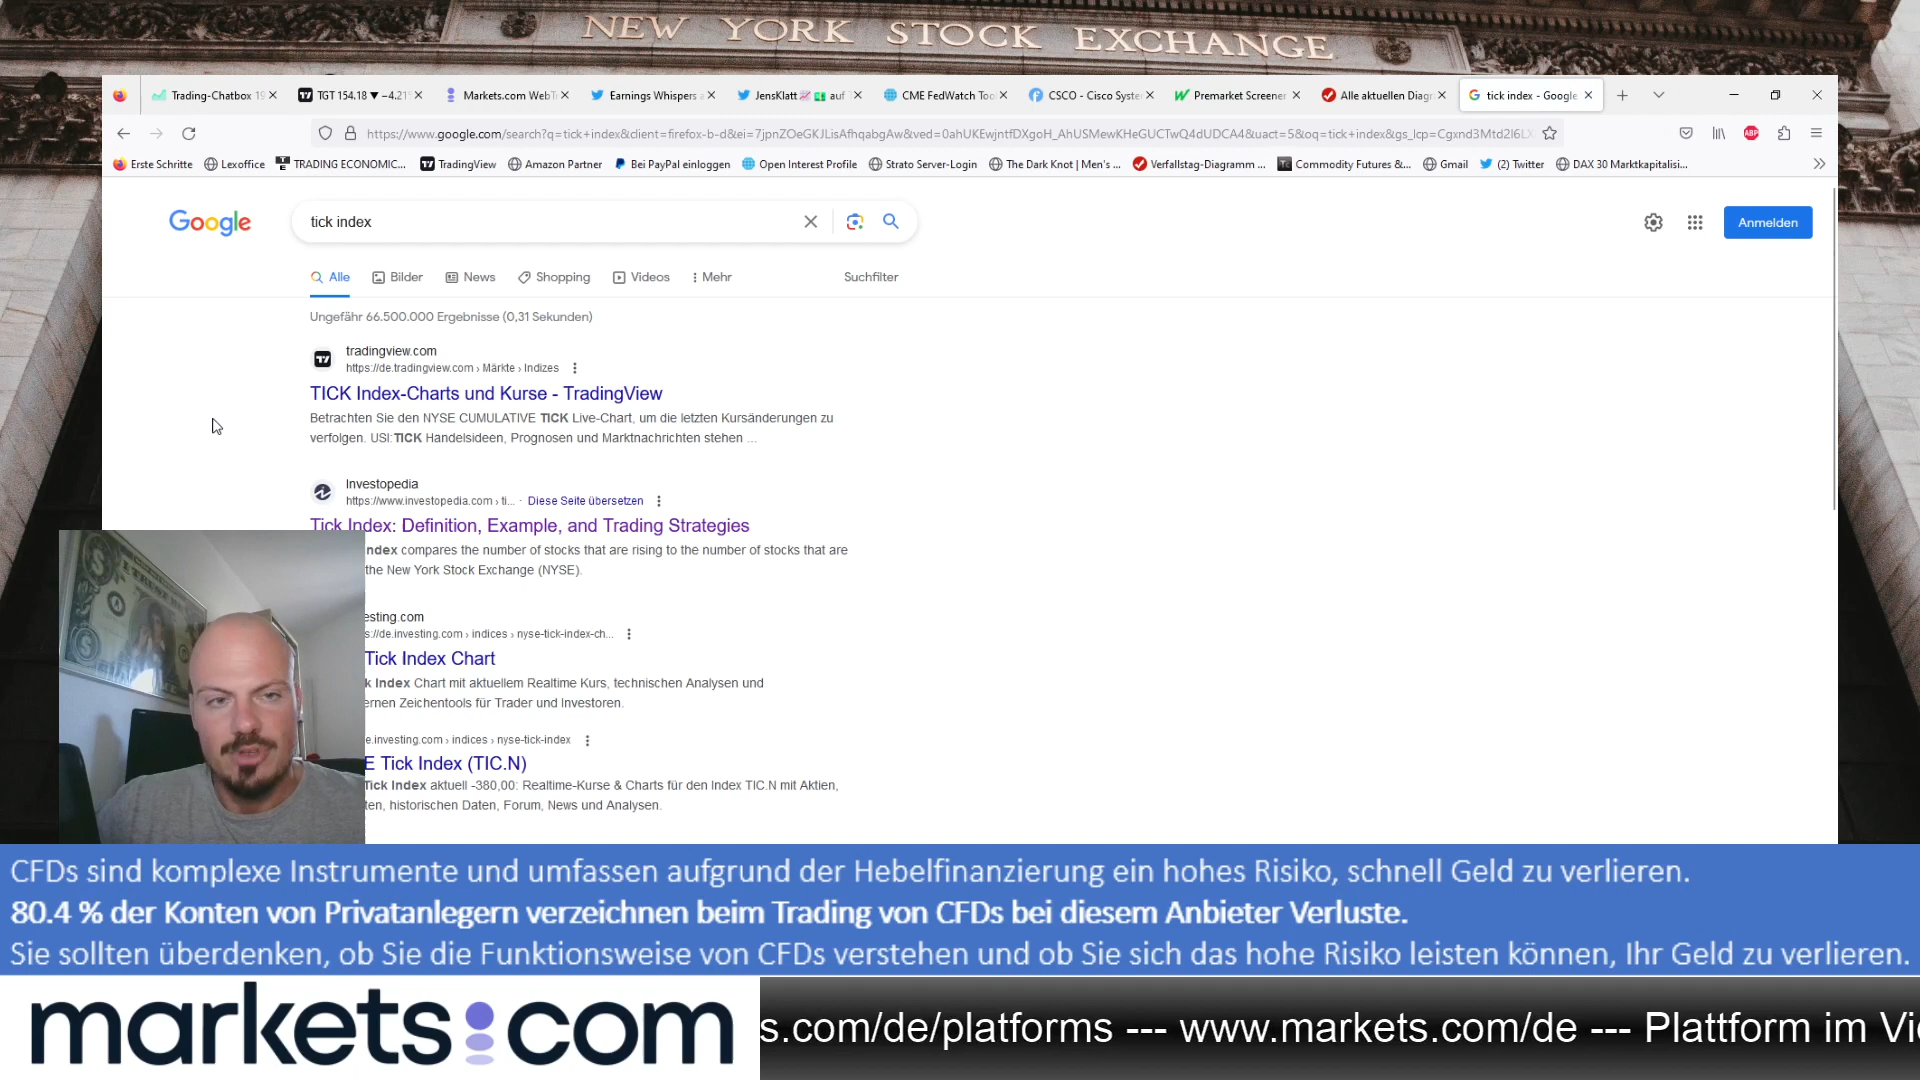 NEW YORK STOCK EXCHANGE
Trading-Chatbox 19
TGT 154.18 ▼ −4.21%
Markets.com WebTr
Earnings Whispers a
JensKlatt auf
CME FedWatch Too
CSCO - Cisco Syste
Premarket Screener
Alle aktuellen Diagr
tick index - Google
https://www.google.com/search?q=tick+index&client=firefox-b-d&ei=7jpnZOeGKJLisAfhqabgAw&ved=0ahUKEwjntfDXgoH_AhUSMewKHeGUCTwQ4dUDCA4&uact=5&oq=tick+index&gs_lcp=Cgxnd3Mtd2l6LX
Erste Schritte
Lexoffice
TRADING ECONOMIC...
TradingView
Amazon Partner
Bei PayPal einloggen
Open Interest Profile
Strato Server-Login
The Dark Knot | Men's ...
Verfallstag-Diagramm ...
Commodity Futures &...
Gmail
(2) Twitter
DAX 30 Marktkapitalisi...
Google
tick index
Anmelden
Alle
Bilder
News
Shopping
Videos
Mehr
Suchfilter
Ungefähr 66.500.000 Ergebnisse (0,31 Sekunden)
tradingview.com
https://de.tradingview.com › Märkte › Indizes
TICK Index-Charts und Kurse - TradingView
Betrachten Sie den NYSE CUMULATIVE TICK Live-Chart, um die letzten Kursänderungen zu
verfolgen. USI:TICK Handelsideen, Prognosen und Marktnachrichten stehen ...
Investopedia
https://www.investopedia.com › ti... · Diese Seite übersetzen
Tick Index: Definition, Example, and Trading Strategies
ndex compares the number of stocks that are rising to the number of stocks that are
the New York Stock Exchange (NYSE).
esting.com
s://de.investing.com › indices › nyse-tick-index-ch...
Tick Index Chart
k Index Chart mit aktuellem Realtime Kurs, technischen Analysen und
ernen Zeichentools für Trader und Investoren.
e.investing.com › indices › nyse-tick-index
E Tick Index (TIC.N)
Tick Index aktuell -380,00: Realtime-Kurse & Charts für den Index TIC.N mit Aktien,
ten, historischen Daten, Forum, News und Analysen.
CFDs sind komplexe Instrumente und umfassen aufgrund der Hebelfinanzierung ein hohes Risiko, schnell Geld zu verlieren.
80.4 % der Konten von Privatanlegern verzeichnen beim Trading von CFDs bei diesem Anbieter Verluste.
Sie sollten überdenken, ob Sie die Funktionsweise von CFDs verstehen und ob Sie sich das hohe Risiko leisten können, Ihr Geld zu verlieren.
markets.com
s.com/de/platforms --- www.markets.com/de --- Plattform im Vi